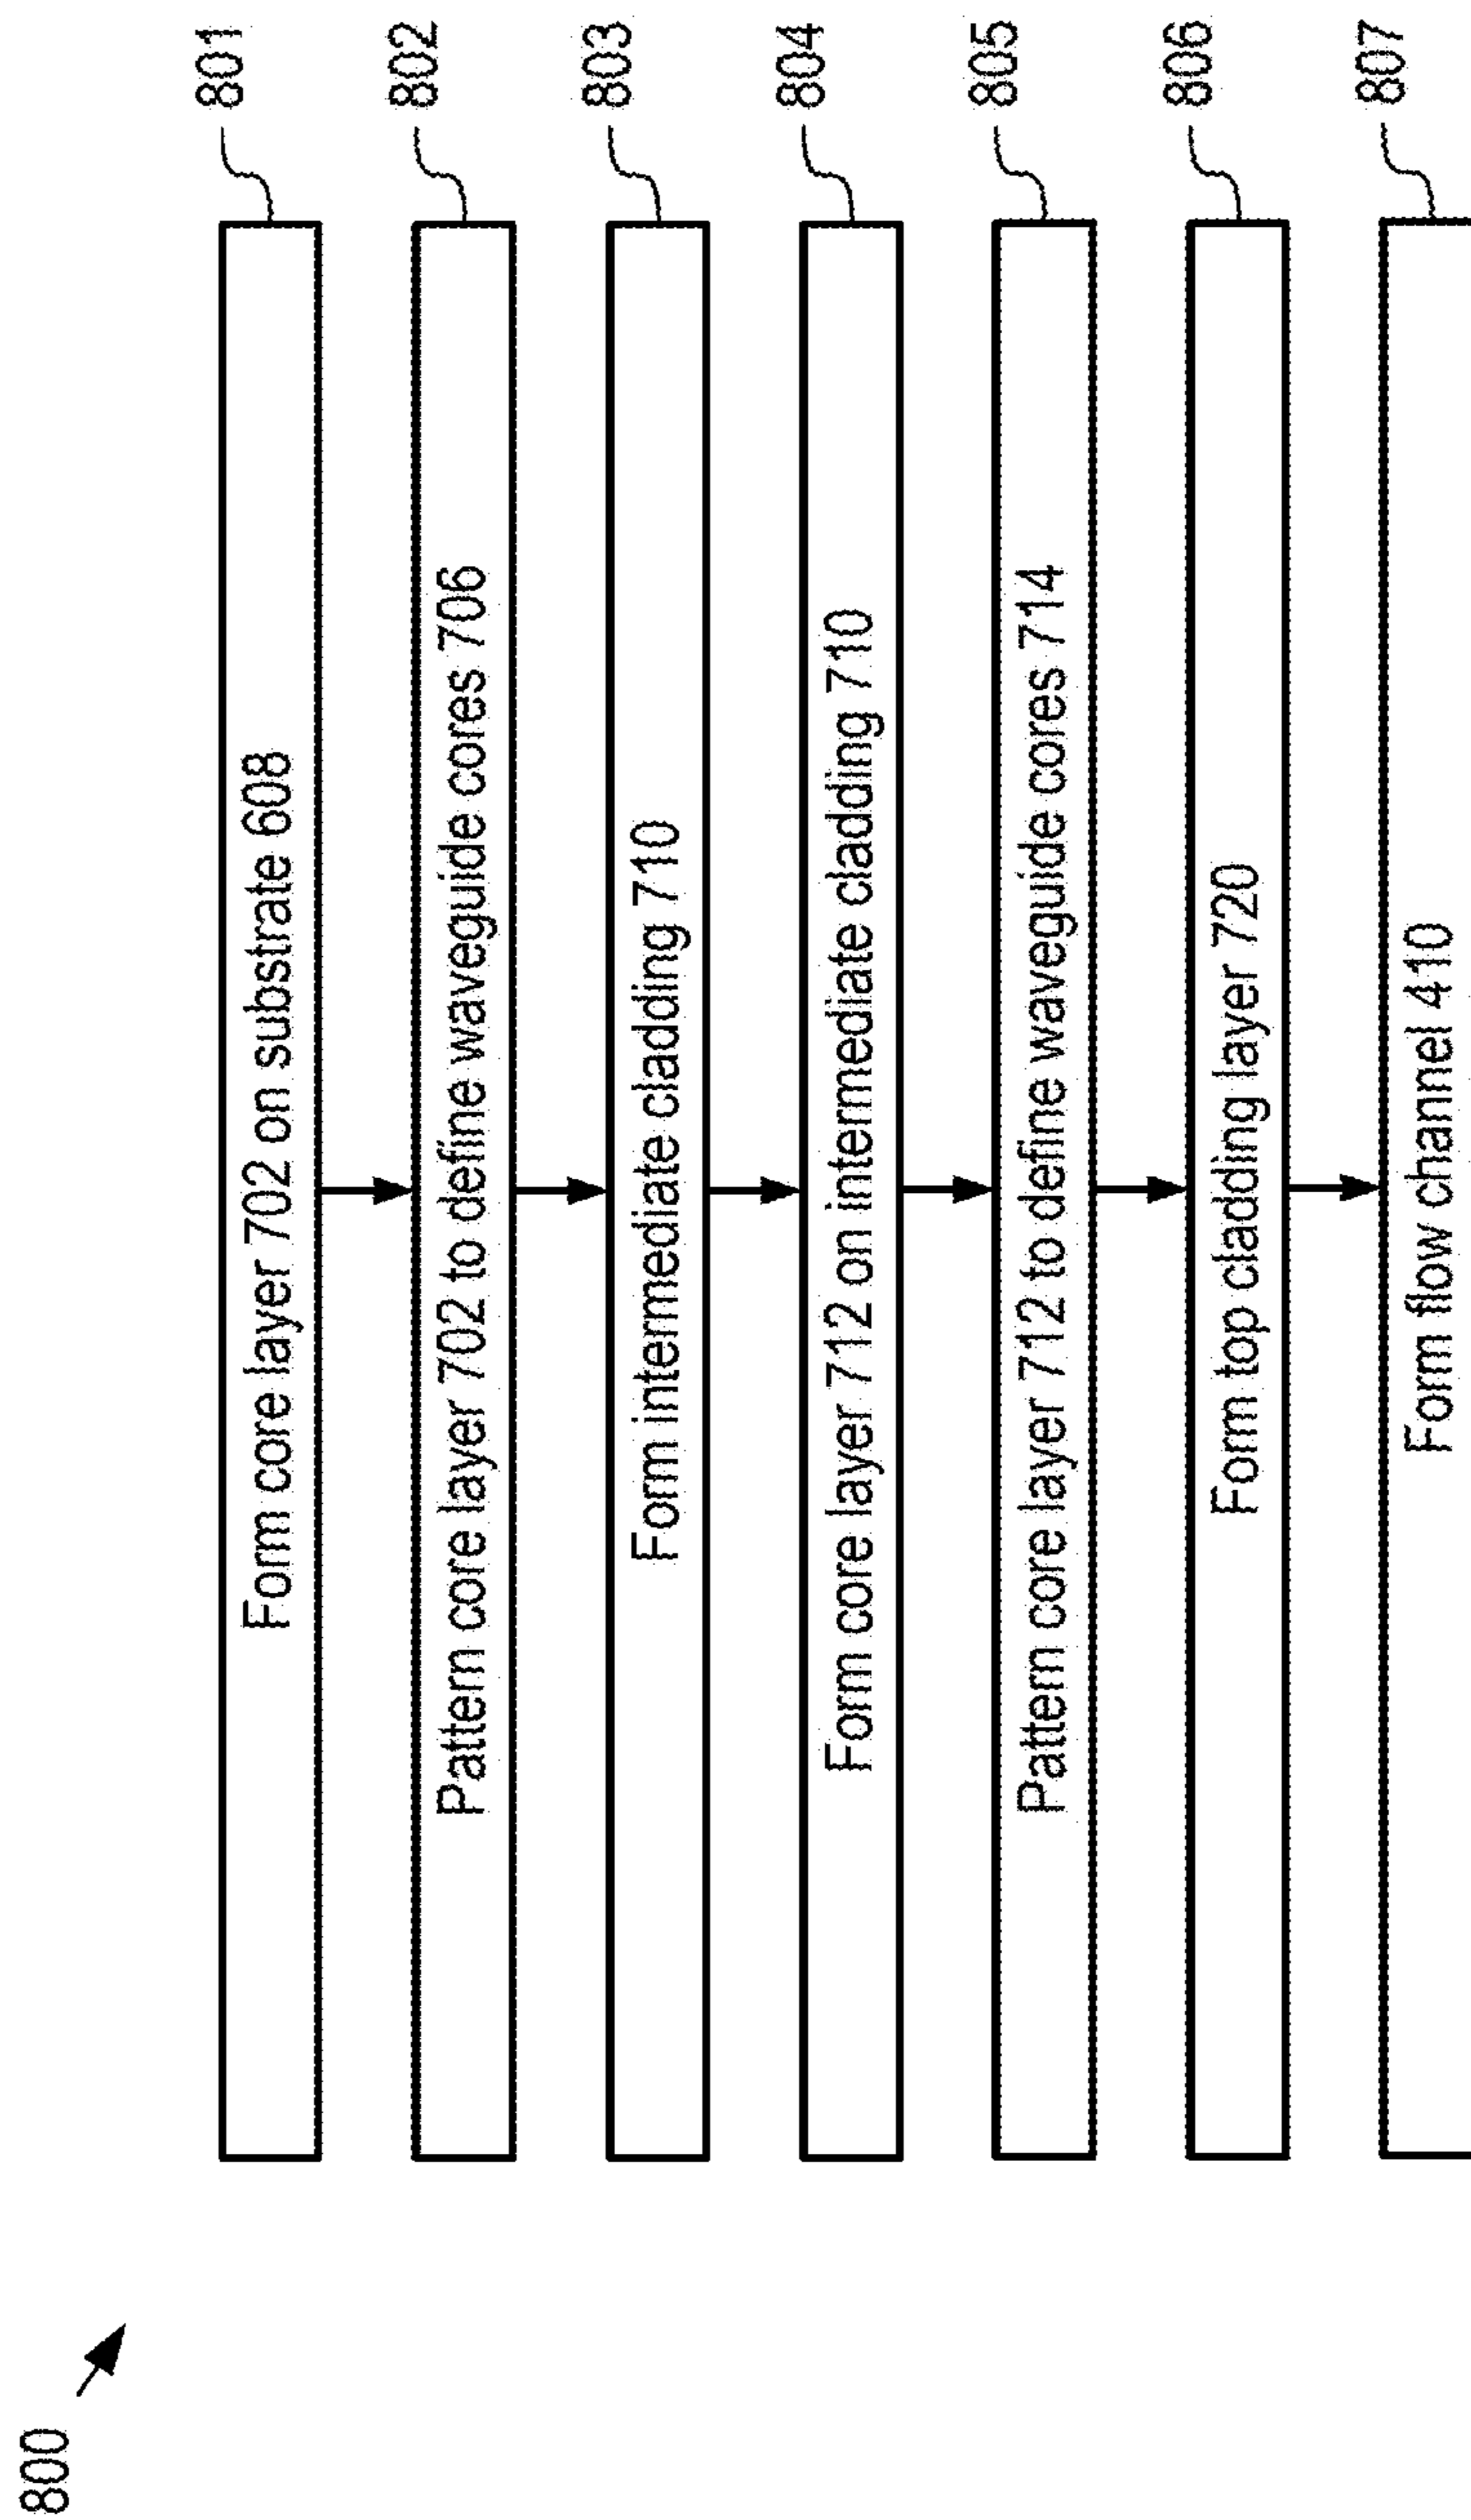 800
801
Form core layer 702 on substrate 608
802
Pattern core layer 702 to define waveguide cores 706
803
Form intermediate cladding 710
804
Form core layer 712 on intermediate cladding 710
805
Pattern core layer 712 to define waveguide cores 714
806
Form top cladding layer 720
807
Form flow channel 410